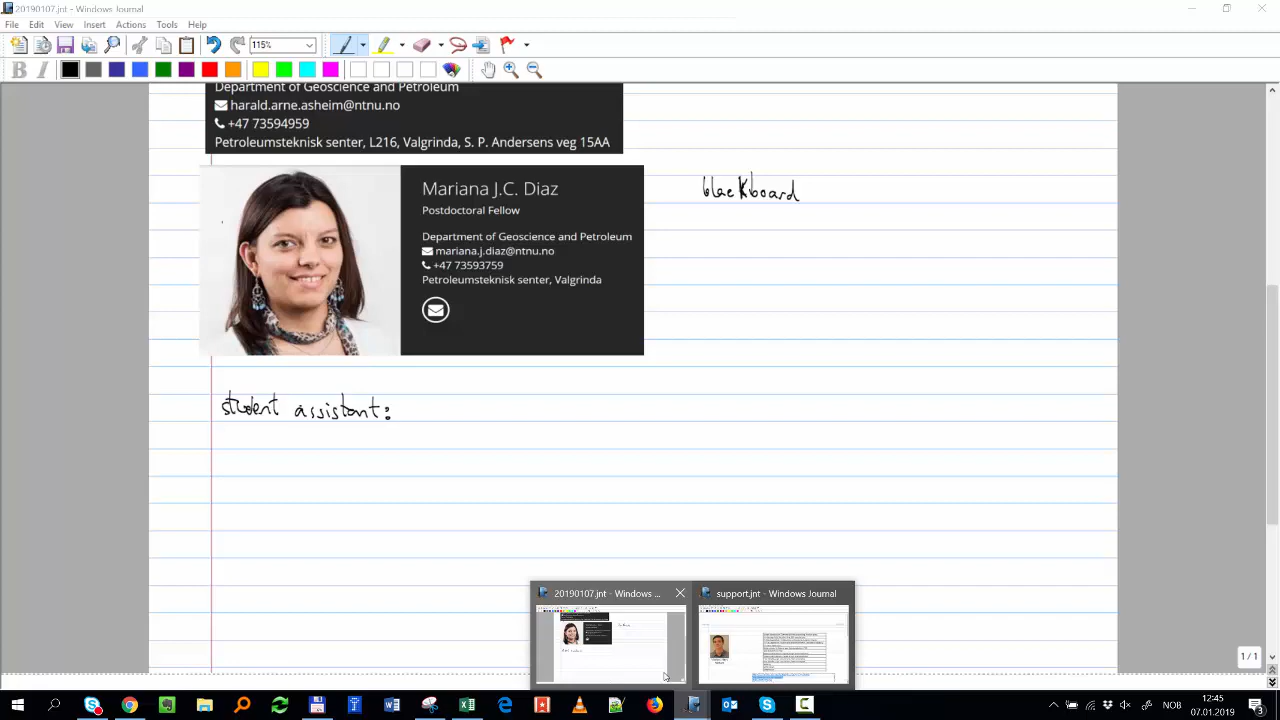 20190107.jnt - Windows Journal
File Edit View Insert Actions Tools Help
115%
B I
Department of Geoscience and Petroleum
harald.arne.asheim@ntnu.no
+47 73594959
Petroleumsteknisk senter, L216, Valgrinda, S. P. Andersens veg 15AA
Mariana J.C. Diaz
Postdoctoral Fellow
Department of Geoscience and Petroleum
mariana.j.diaz@ntnu.no
+47 73593759
Petroleumsteknisk senter, Valgrinda
blackboard
student assistant:
20190107.jnt - Windows ...
support.jnt - Windows Journal
1 / 1
NOB
12:45
07.01.2019
3